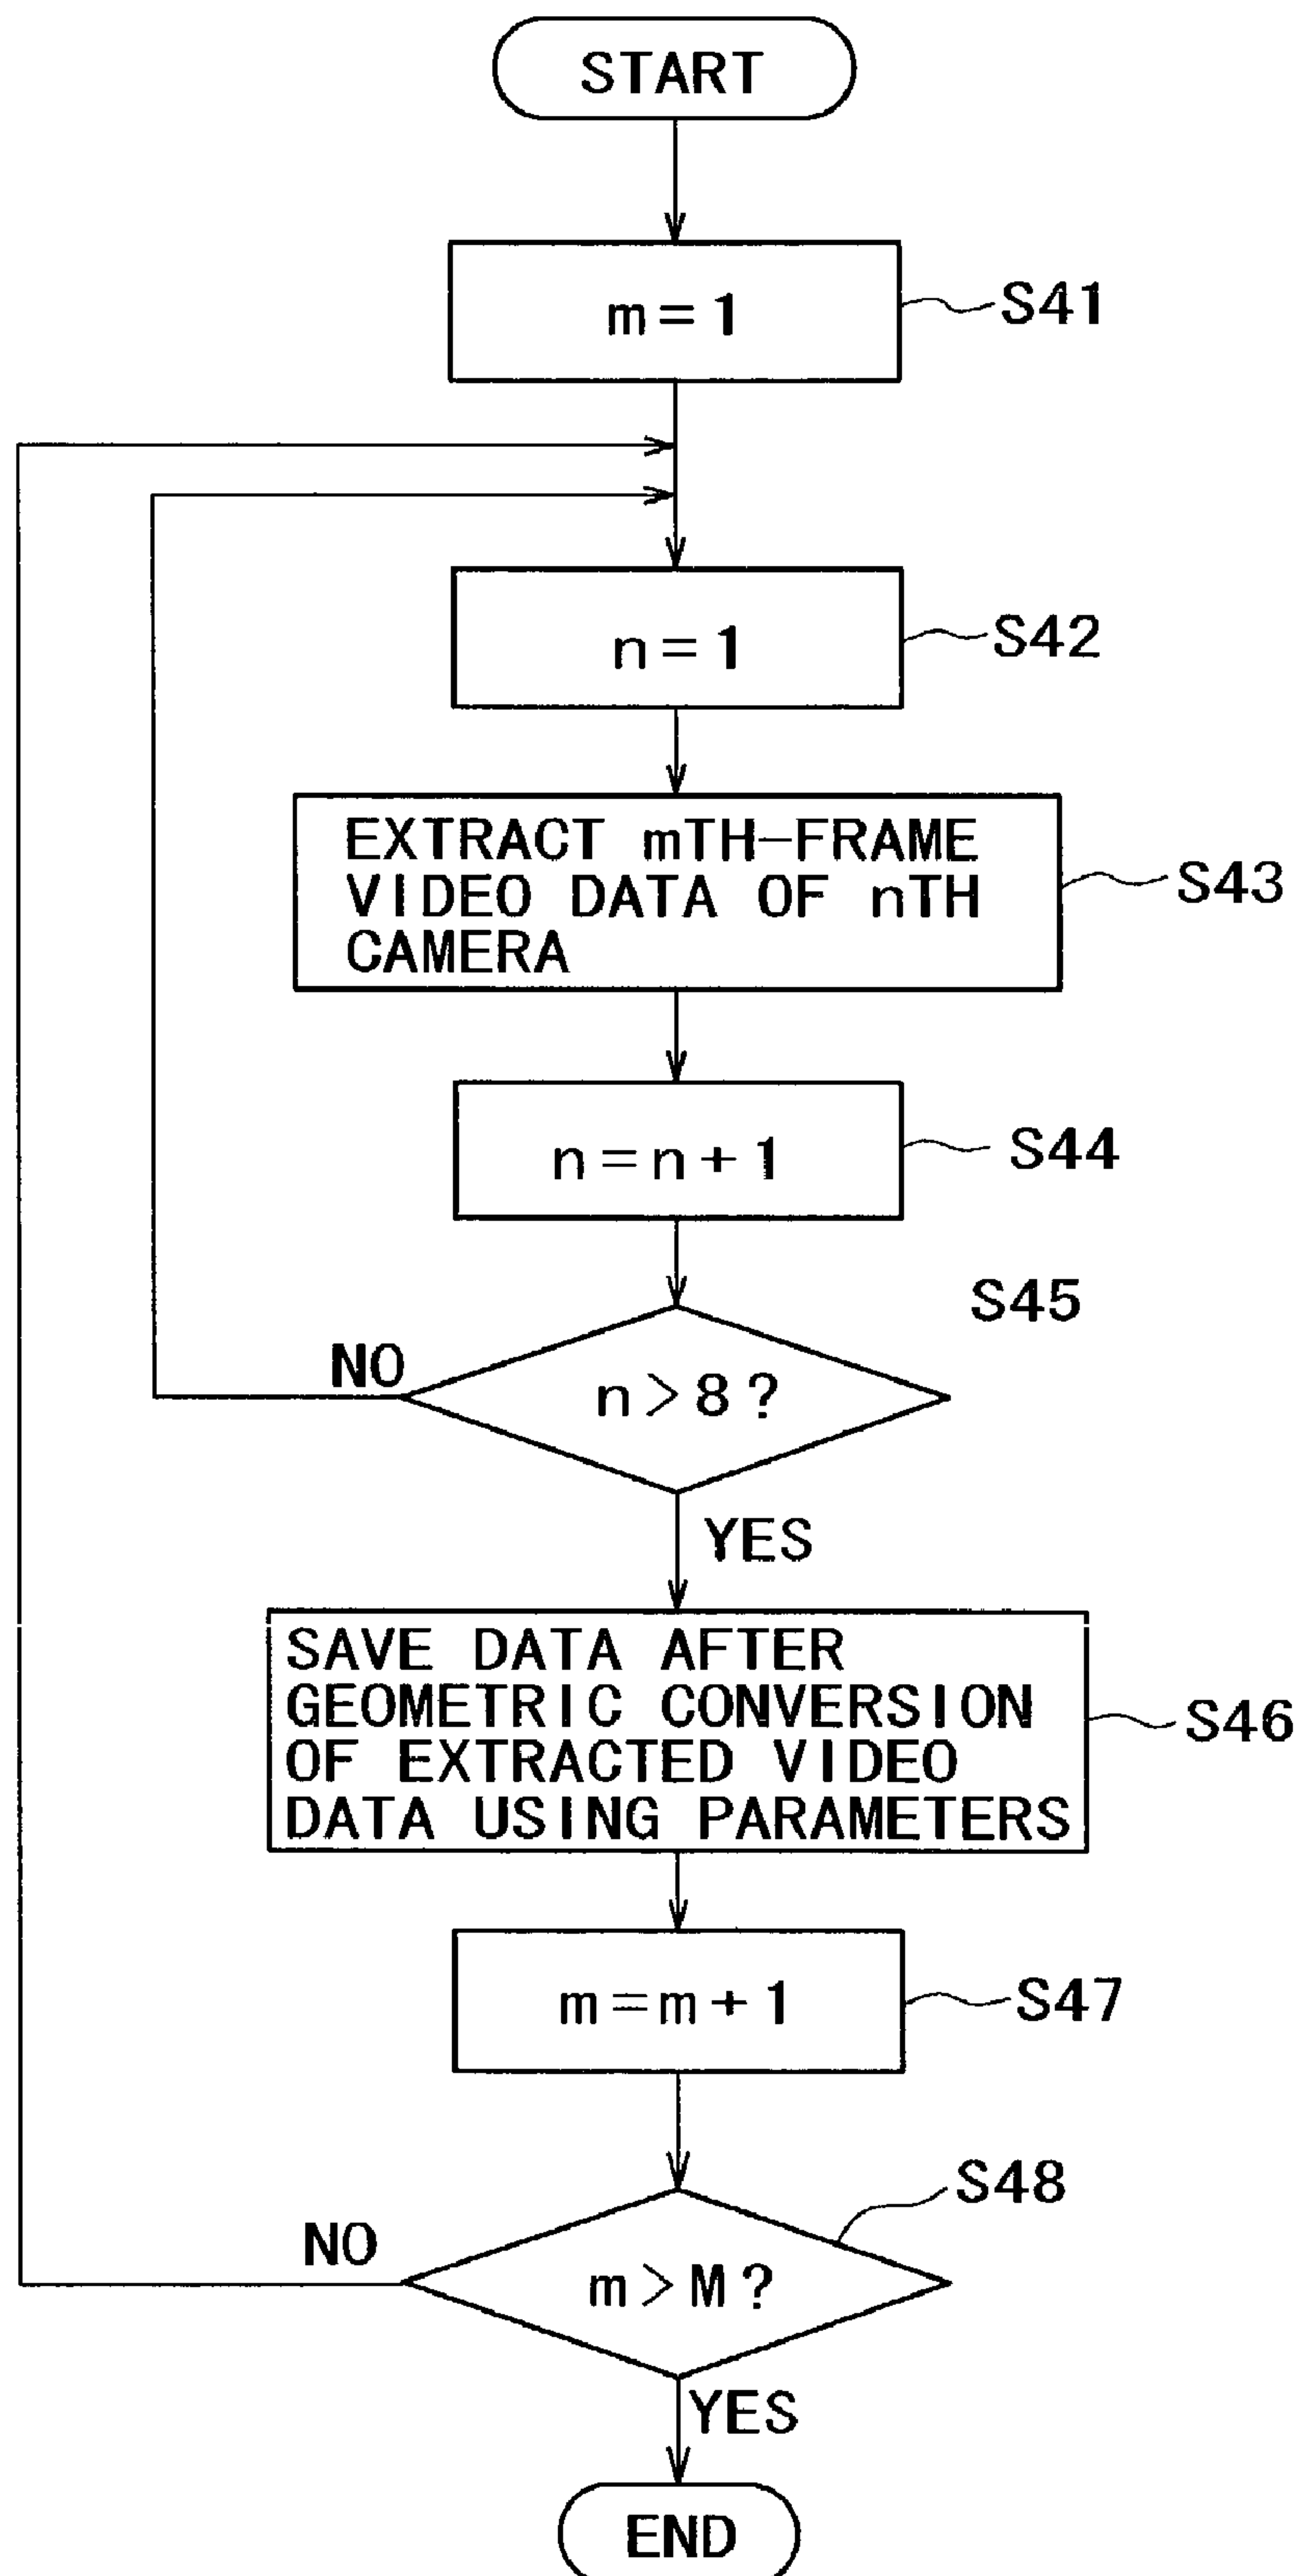 START
m=1
S41
n=1
S42
EXTRACT mTH-FRAME
VIDEO DATA OF nTH
CAMERA
S43
n=n+1
S44
S45
NO
n>8?
YES
SAVE DATA AFTER
GEOMETRIC CONVERSION
OF EXTRACTED VIDEO
DATA USING PARAMETERS
S46
m=m+1
S47
S48
NO
m>M?
YES
END